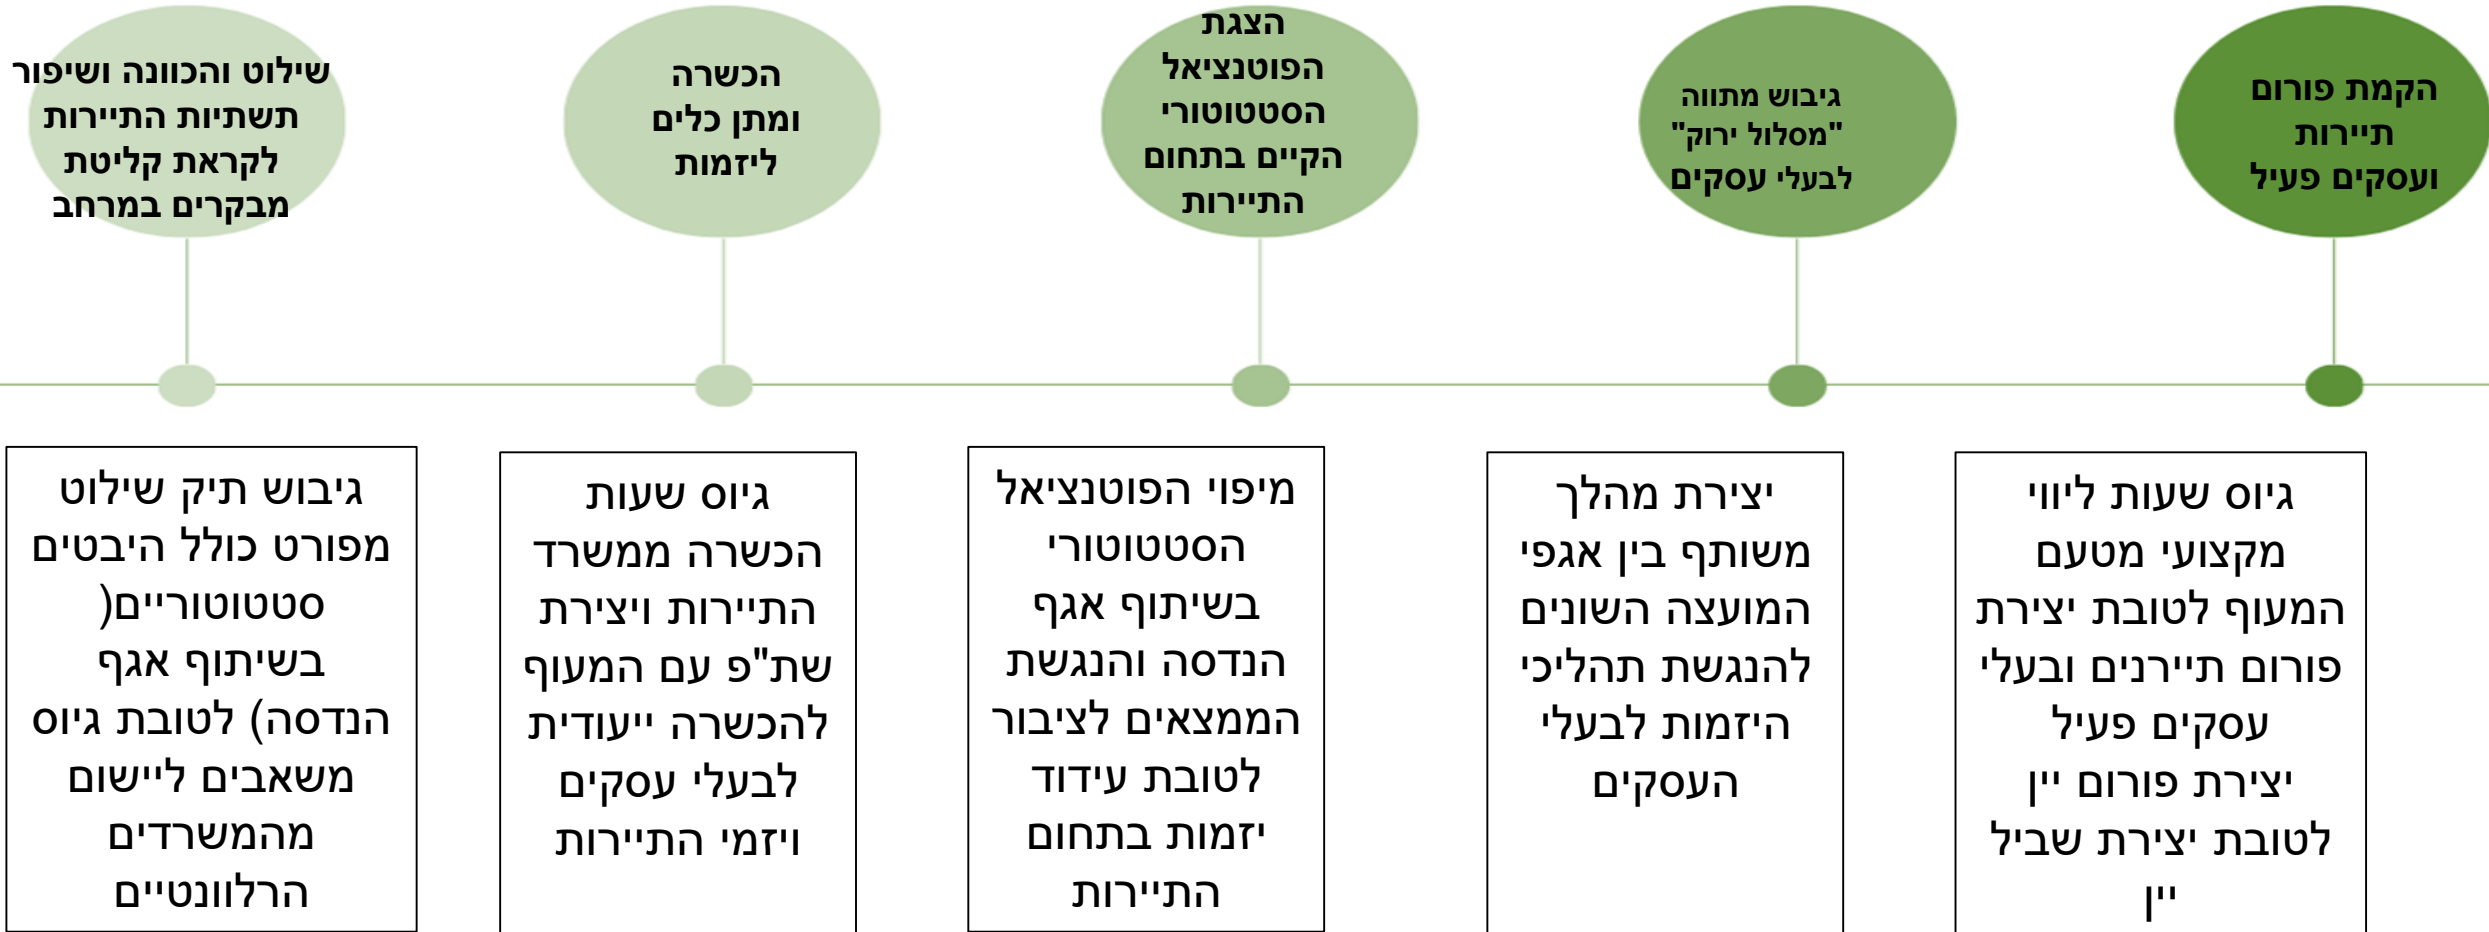 הקמת פורום
תיירות
ועסקים פעיל
גיבוש מתווה
"מסלול ירוק"
לבעלי עסקים
הצגת
הפוטנציאל
הסטטוטורי
הקיים בתחום
התיירות
הכשרה
ומתן כלים
ליזמות
שילוט והכוונה ושיפור
תשתיות התיירות
לקראת קליטת
מבקרים במרחב
גיוס שעות ליווי
מקצועי מטעם
המעוף לטובת יצירת
פורום תיירנים ובעלי
עסקים פעיל
יצירת פורום יין
לטובת יצירת שביל
יין
יצירת מהלך
משותף בין אגפי
המועצה השונים
להנגשת תהליכי
היזמות לבעלי
העסקים
מיפוי הפוטנציאל
הסטטוטורי
בשיתוף אגף
הנדסה והנגשת
הממצאים לציבור
לטובת עידוד
יזמות בתחום
התיירות
גיוס שעות
הכשרה ממשרד
התיירות ויצירת
שת"פ עם המעוף
להכשרה ייעודית
לבעלי עסקים
ויזמי התיירות
גיבוש תיק שילוט
מפורט כולל היבטים
סטטוטוריים(
בשיתוף אגף
הנדסה) לטובת גיוס
משאבים ליישום
מהמשרדים
הרלוונטיים